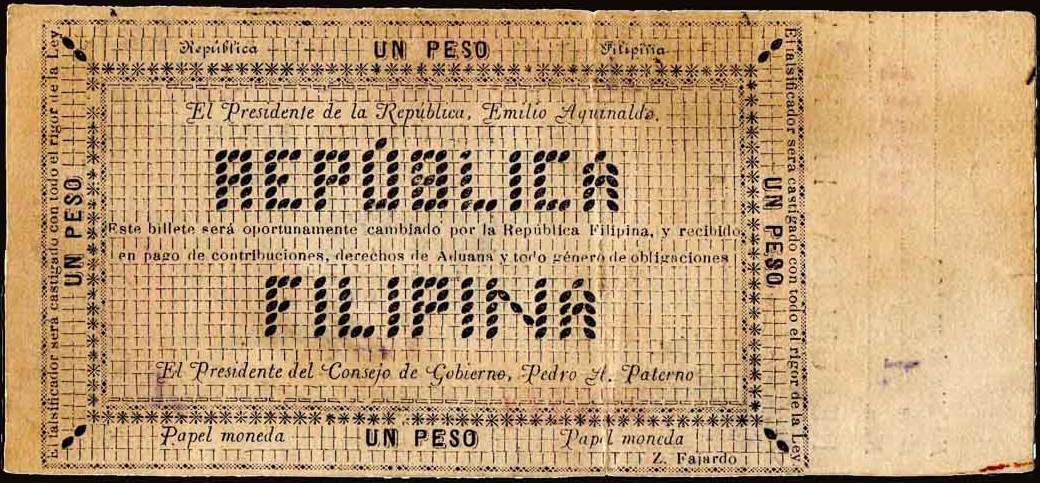 República UN PESO Filipina
El Presidente de la República, Emilio Aguinaldo.
REPÚBLICA
Este billete será oportunamente cambiado por la República Filipina, y recibido
en pago de contribuciones, derechos de Aduana y todo género de obligaciones
FILIPINA
El Presidente del Consejo de Gobierno, Pedro A. Paterno
Papel moneda UN PESO Papel moneda
Z. Fajardo
El falsificador será castigado con todo el rigor de la Ley
UN PESO
UN PESO
El falsificador será castigado con todo el rigor de la Ley